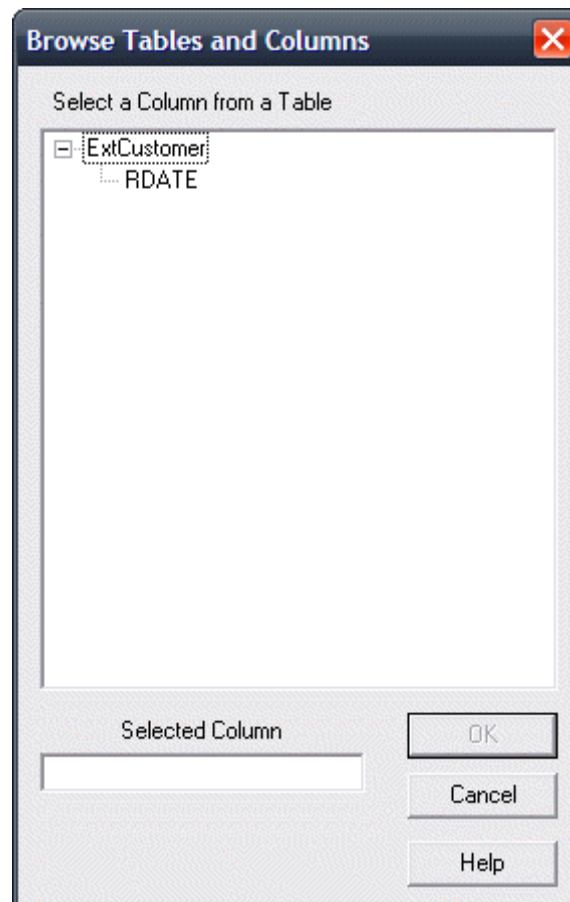 Browse Tables and Columns
Select a Column from a Table
ExtCustomer
RDATE
Selected Column
OK
Cancel
Help